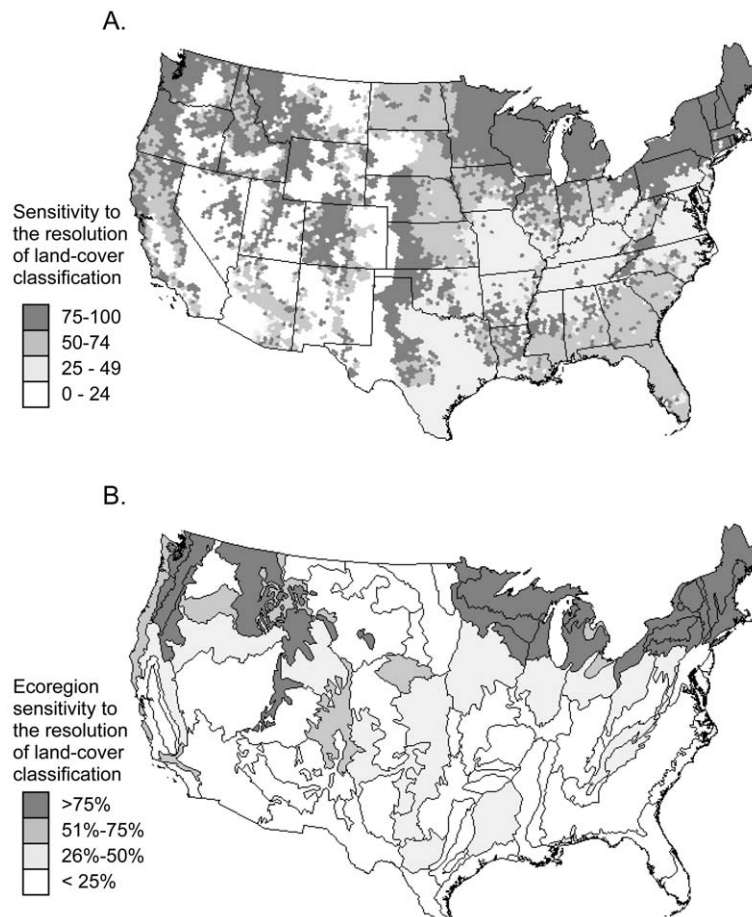 A.
Sensitivity to
the resolution
of land-cover
classification
75-100
50-74
25 - 49
0 - 24
B.
Ecoregion
sensitivity to
the resolution
of land-cover
classification
>75%
51%-75%
26%-50%
< 25%